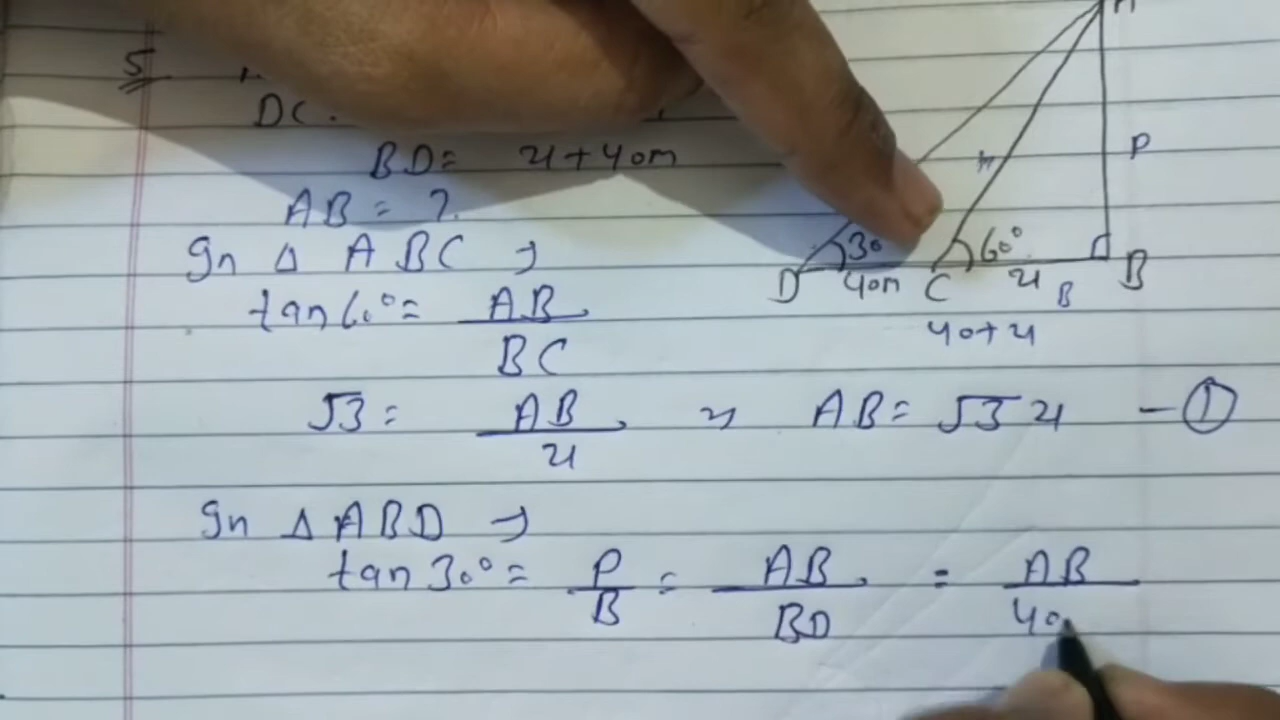 5
DC.
BD = x + 40m
AB = ?
In Δ ABC →
tan 60° = AB / BC
√3 = AB / x ⇒ AB = √3 x — ①
In Δ ABD →
tan 30° = P / B = AB / BD = AB / 40
A
P
30
60°
D 40m C x B B
40 + x